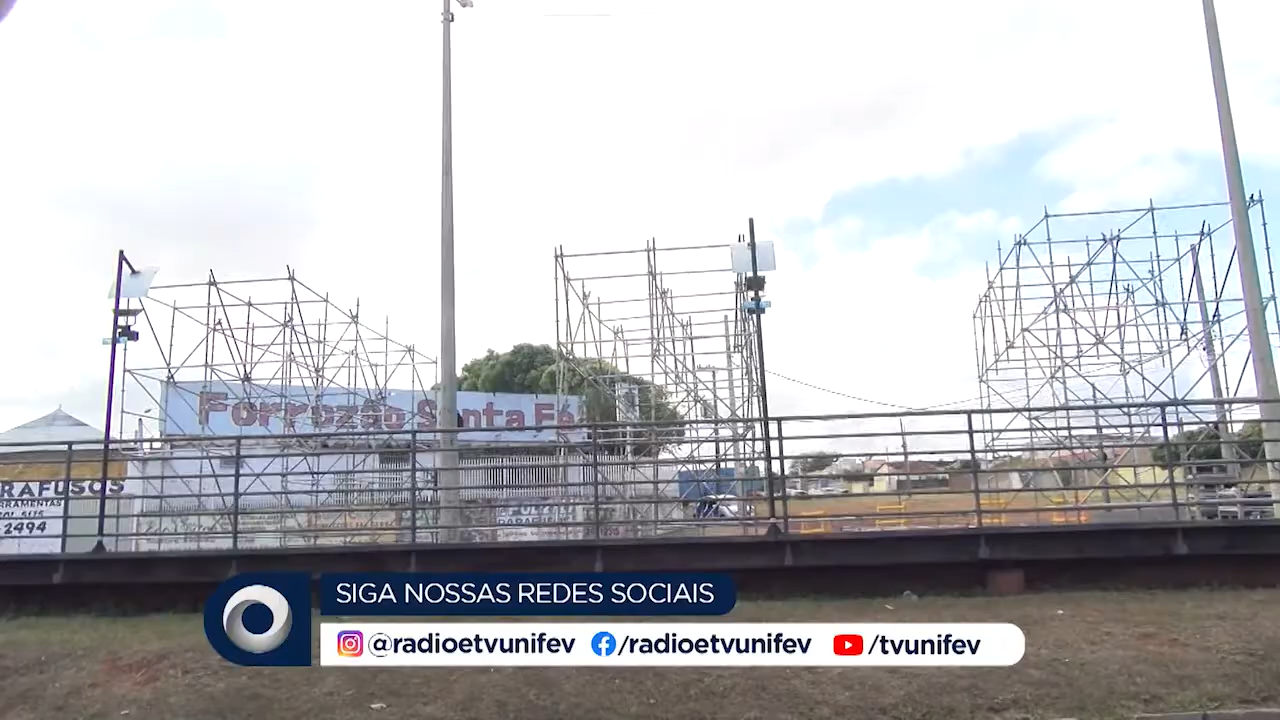 Forrozão Santa Fé
RAFUSOS
2494
SIGA NOSSAS REDES SOCIAIS
@radioetvunifev /radioetvunifev /tvunifev